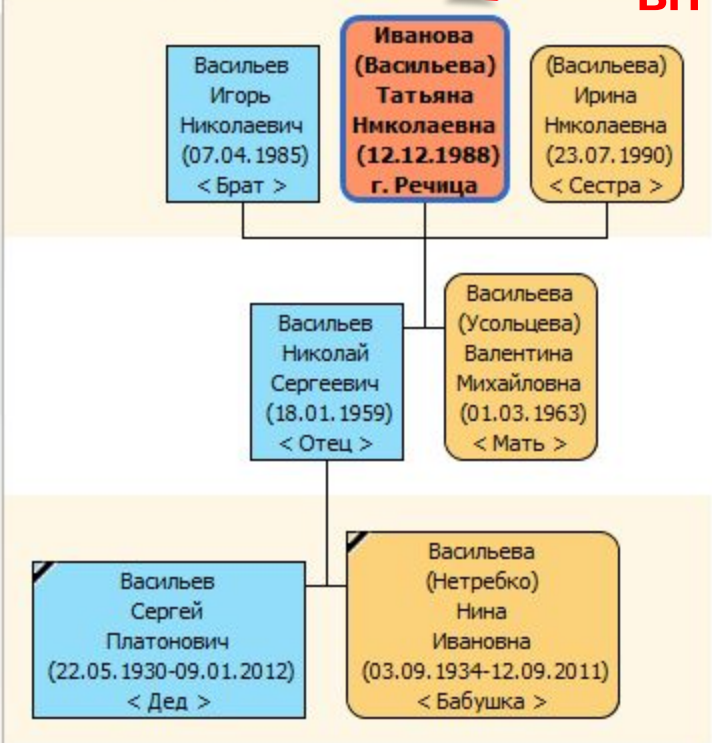 Васильев
Игорь
Николаевич
(07.04.1985)
< Брат >
Иванова
(Васильева)
Татьяна
Нмколаевна
(12.12.1988)
г. Речица
(Васильева)
Ирина
Нмколаевна
(23.07.1990)
< Сестра >
Васильев
Николай
Сергеевич
(18.01.1959)
< Отец >
Васильева
(Усольцева)
Валентина
Михайловна
(01.03.1963)
< Мать >
Васильев
Сергей
Платонович
(22.05.1930-09.01.2012)
< Дед >
Васильева
(Нетребко)
Нина
Ивановна
(03.09.1934-12.09.2011)
< Бабушка >